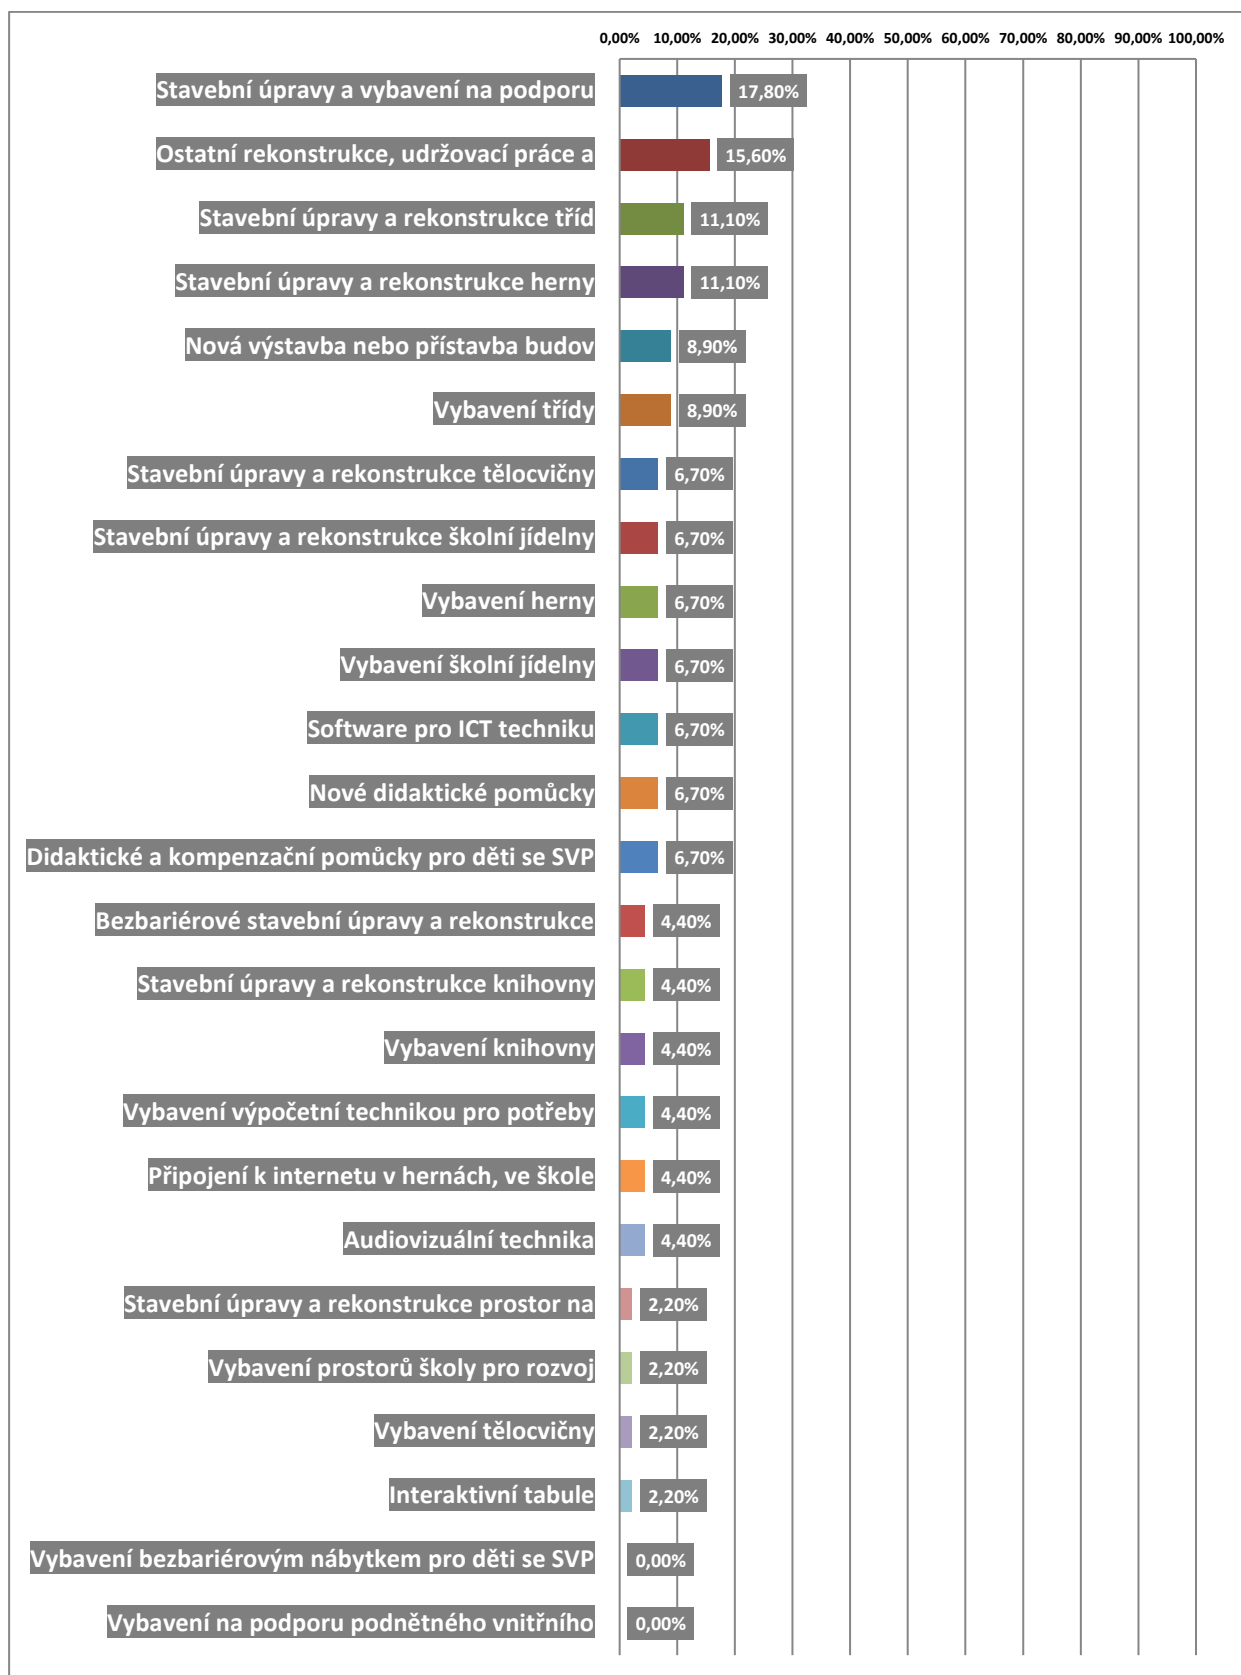 0,00% 10,00% 20,00% 30,00% 40,00% 50,00% 60,00% 70,00% 80,00% 90,00% 100,00%
Stavební úpravy a vybavení na podporu 17,80%
Ostatní rekonstrukce, udržovací práce a 15,60%
Stavební úpravy a rekonstrukce tříd 11,10%
Stavební úpravy a rekonstrukce herny 11,10%
Nová výstavba nebo přístavba budov 8,90%
Vybavení třídy 8,90%
Stavební úpravy a rekonstrukce tělocvičny 6,70%
Stavební úpravy a rekonstrukce školní jídelny 6,70%
Vybavení herny 6,70%
Vybavení školní jídelny 6,70%
Software pro ICT techniku 6,70%
Nové didaktické pomůcky 6,70%
Didaktické a kompenzační pomůcky pro děti se SVP 6,70%
Bezbariérové stavební úpravy a rekonstrukce 4,40%
Stavební úpravy a rekonstrukce knihovny 4,40%
Vybavení knihovny 4,40%
Vybavení výpočetní technikou pro potřeby 4,40%
Připojení k internetu v hernách, ve škole 4,40%
Audiovizuální technika 4,40%
Stavební úpravy a rekonstrukce prostor na 2,20%
Vybavení prostorů školy pro rozvoj 2,20%
Vybavení tělocvičny 2,20%
Interaktivní tabule 2,20%
Vybavení bezbariérovým nábytkem pro děti se SVP 0,00%
Vybavení na podporu podnětného vnitřního 0,00%